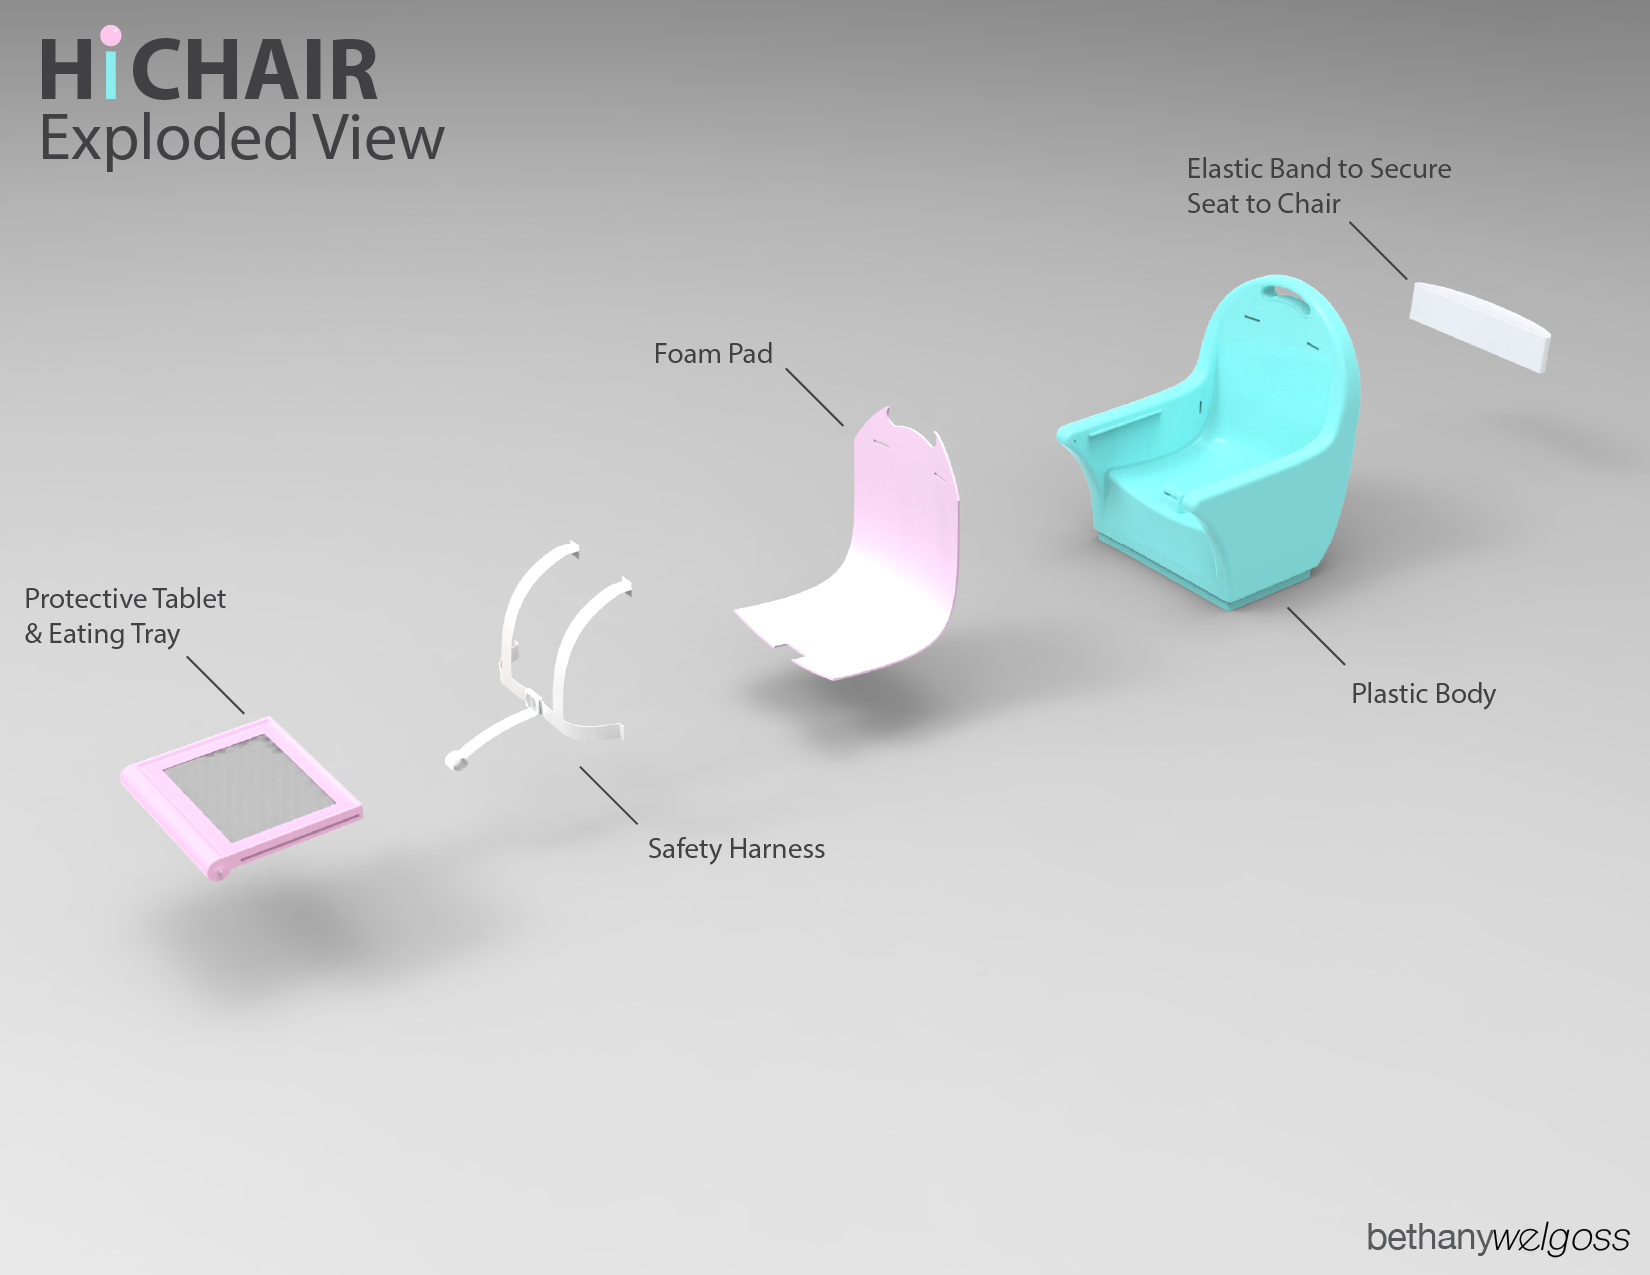 HiCHAIR
Exploded View
Elastic Band to Secure
Seat to Chair
Foam Pad
Protective Tablet
& Eating Tray
Plastic Body
Safety Harness
bethanywelgoss